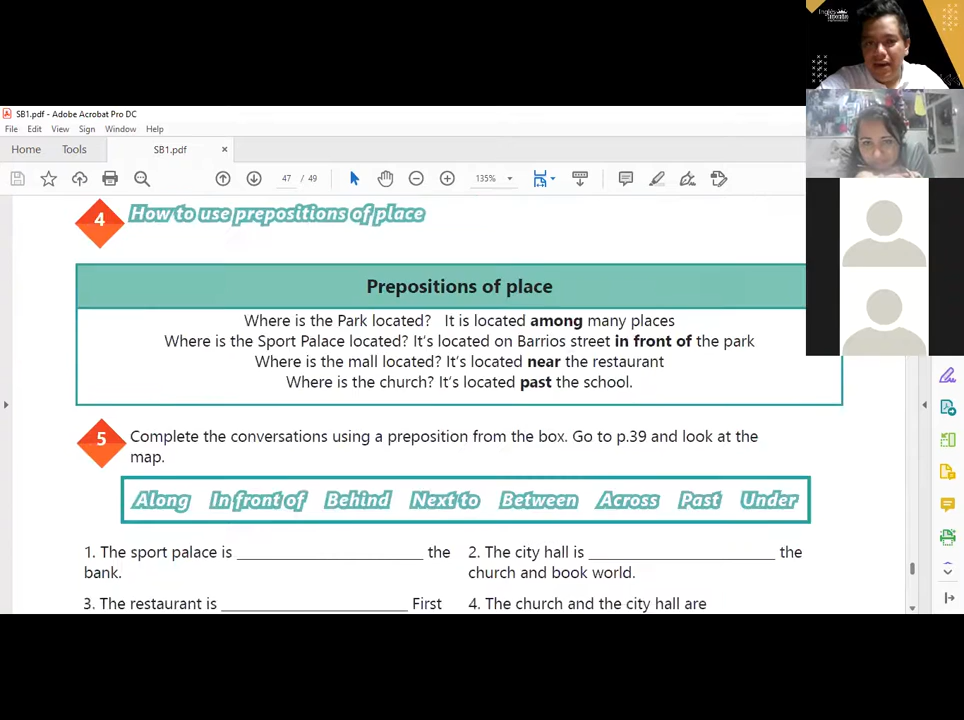 SB1.pdf - Adobe Acrobat Pro DC
File Edit View Sign Window Help
Home Tools SB1.pdf ×
47 / 49 135%
4 How to use prepositions of place
Prepositions of place
Where is the Park located? It is located among many places
Where is the Sport Palace located? It's located on Barrios street in front of the park
Where is the mall located? It's located near the restaurant
Where is the church? It's located past the school.
5 Complete the conversations using a preposition from the box. Go to p.39 and look at the
map.
Along In front of Behind Next to Between Across Past Under
1. The sport palace is ____________________ the
bank.
2. The city hall is ____________________ the
church and book world.
3. The restaurant is ____________________ First
4. The church and the city hall are
Inglés